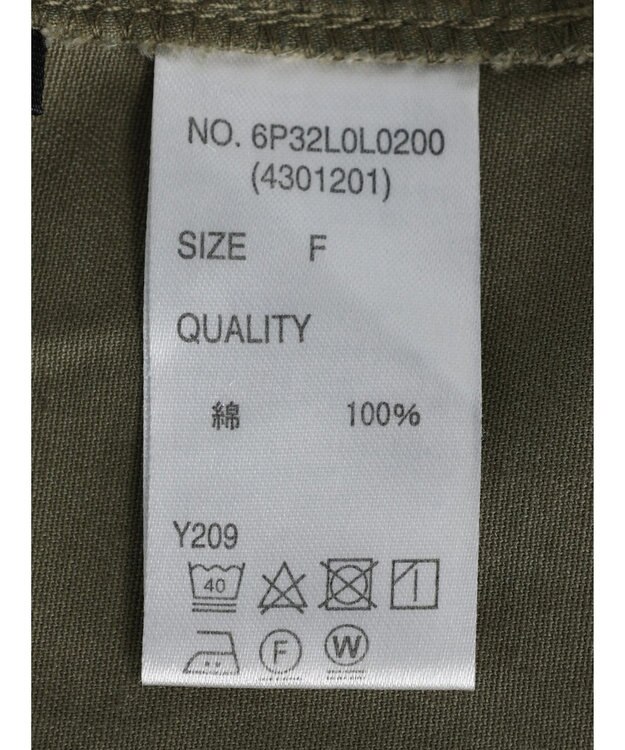 NO. 6P32L0L0200
(4301201)
SIZE F
QUALITY
綿 100%
Y209
40
F W